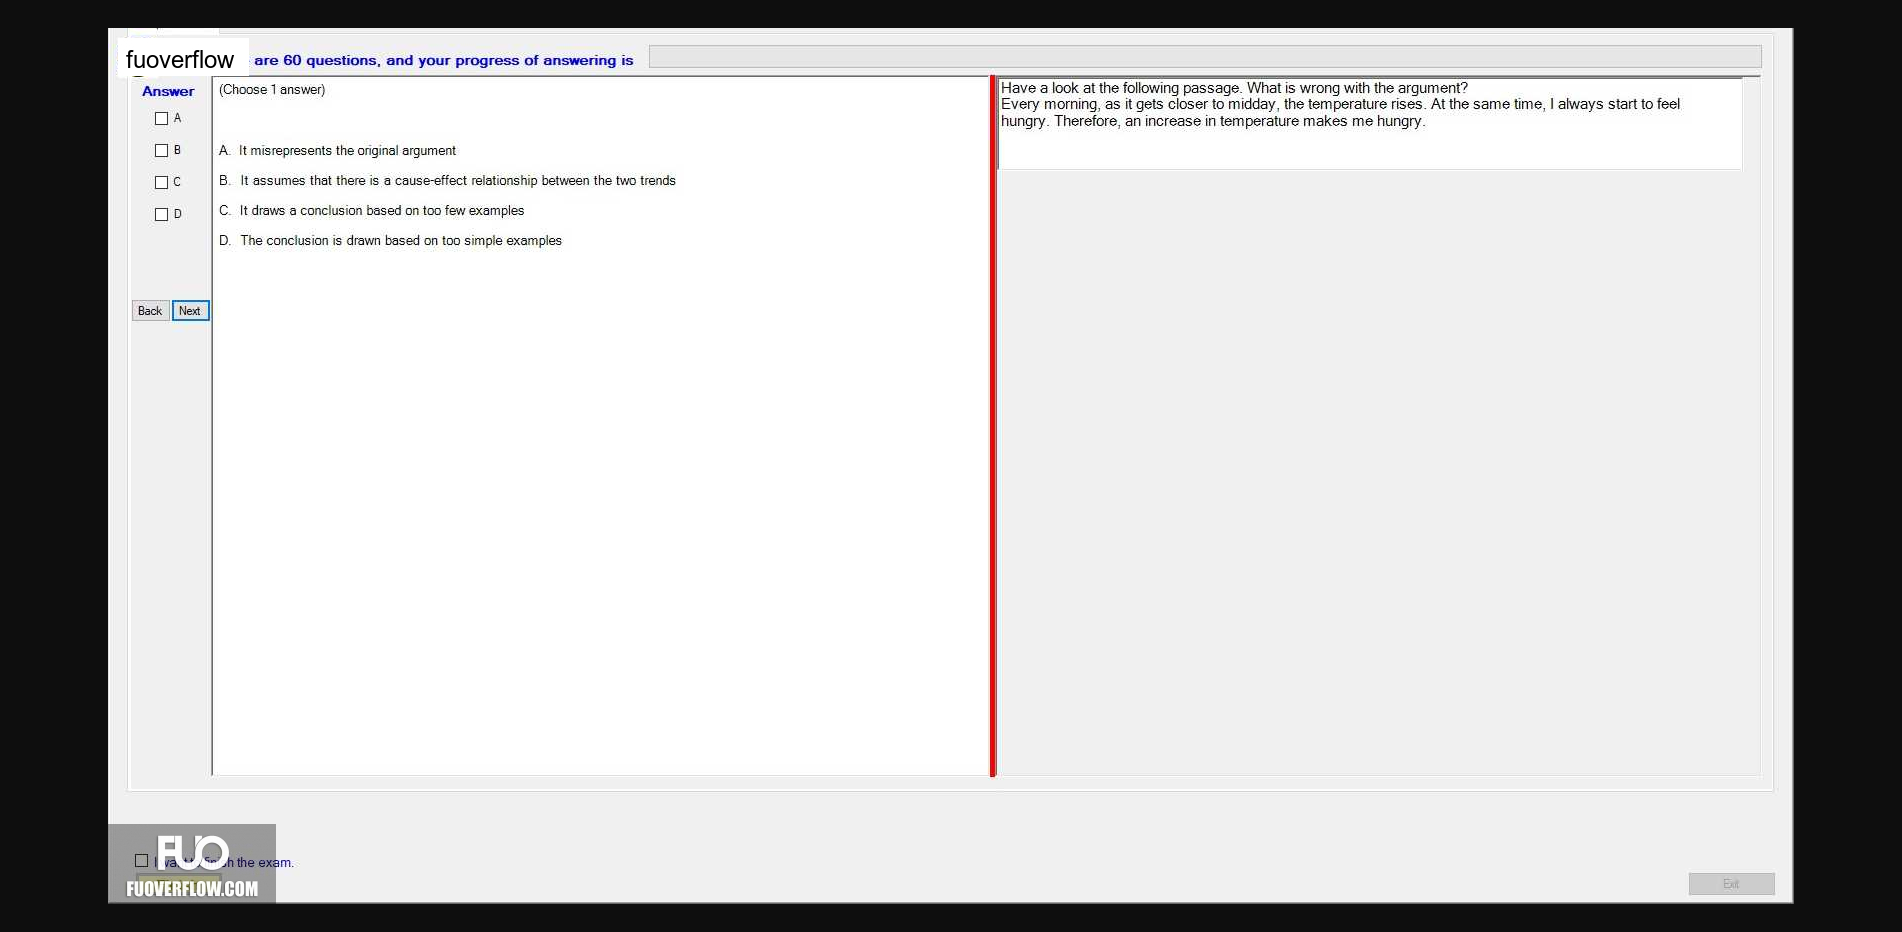 fuoverflow
are 60 questions, and your progress of answering is
Answer
A
B
C
D
Back Next
(Choose 1 answer)
A. It misrepresents the original argument
B. It assumes that there is a cause-effect relationship between the two trends
C. It draws a conclusion based on too few examples
D. The conclusion is drawn based on too simple examples
Have a look at the following passage. What is wrong with the argument?
Every morning, as it gets closer to midday, the temperature rises. At the same time, I always start to feel
hungry. Therefore, an increase in temperature makes me hungry.
FUO
I want to finish the exam.
FUOVERFLOW.COM
Exit